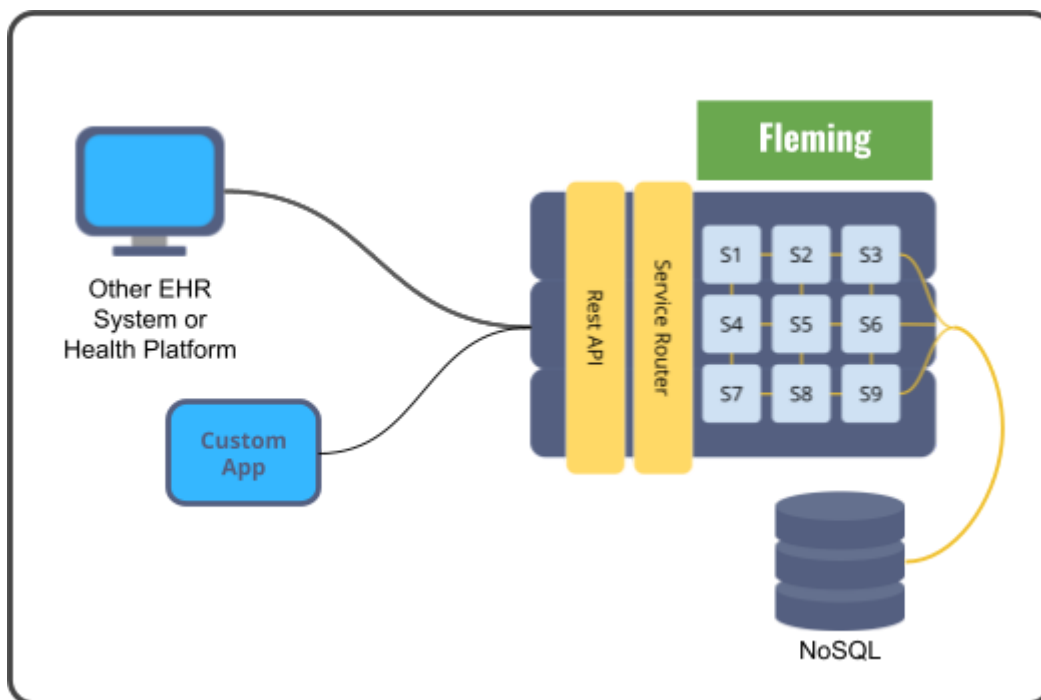 Fleming
Other EHR
System or
Health Platform
Custom
App
Rest API
Service Router
S1
S2
S3
S4
S5
S6
S7
S8
S9
NoSQL